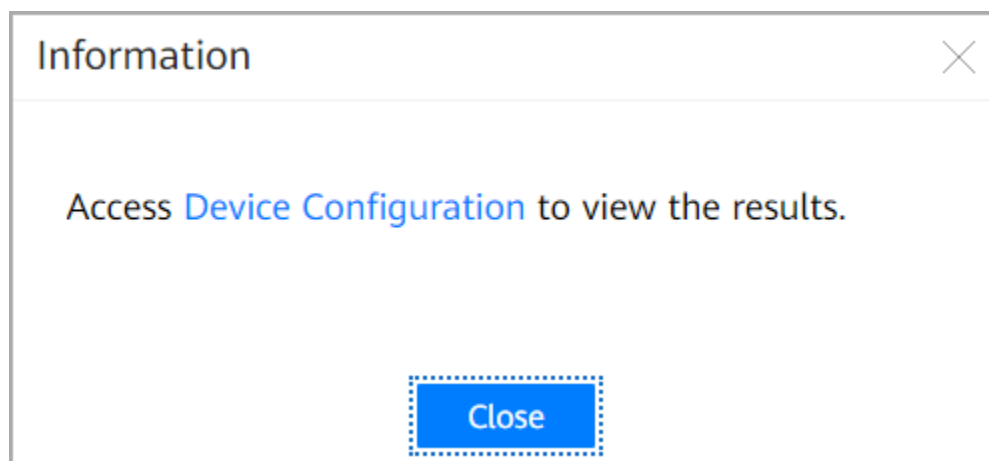 Information
Access Device Configuration to view the results.
Close